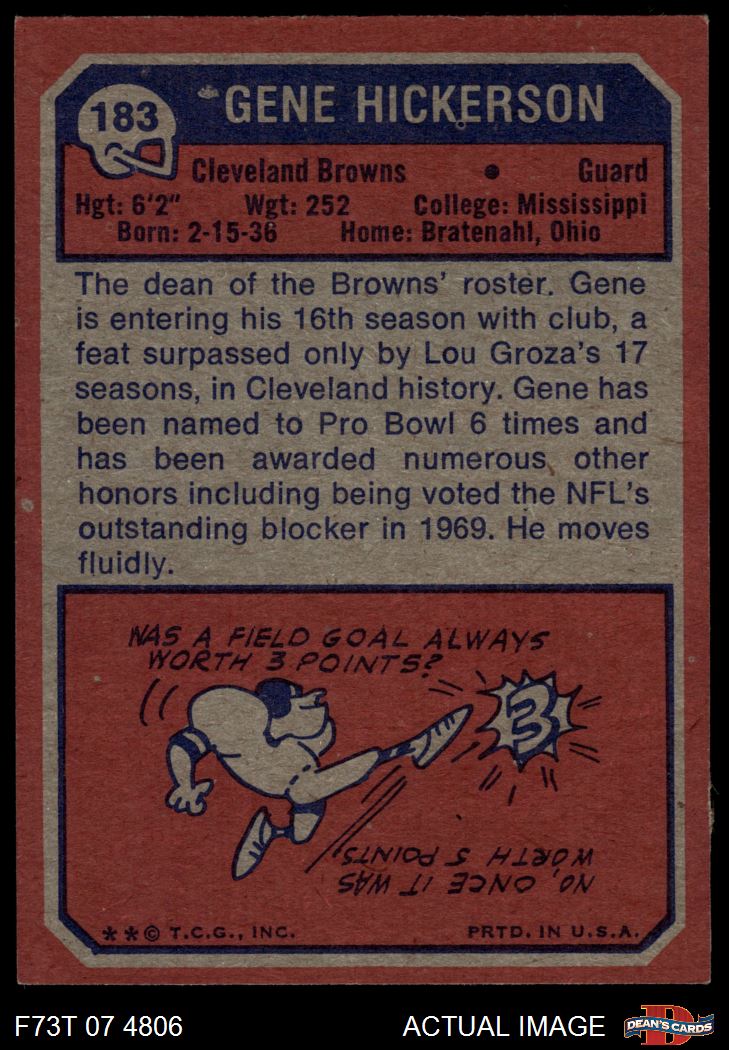 183
GENE HICKERSON
Cleveland Browns • Guard
Hgt: 6'2" Wgt: 252 College: Mississippi
Born: 2-15-36 Home: Bratenahl, Ohio
The dean of the Browns' roster. Gene
is entering his 16th season with club, a
feat surpassed only by Lou Groza's 17
seasons, in Cleveland history. Gene has
been named to Pro Bowl 6 times and
has been awarded numerous other
honors including being voted the NFL's
outstanding blocker in 1969. He moves
fluidly.
WAS A FIELD GOAL ALWAYS
WORTH 3 POINTS?
3
NO, ONCE IT WAS
WORTH 5 POINTS.
**© T.C.G., INC. PRTD. IN U.S.A.
F73T 07 4806 ACTUAL IMAGE D DEAN'S CARDS